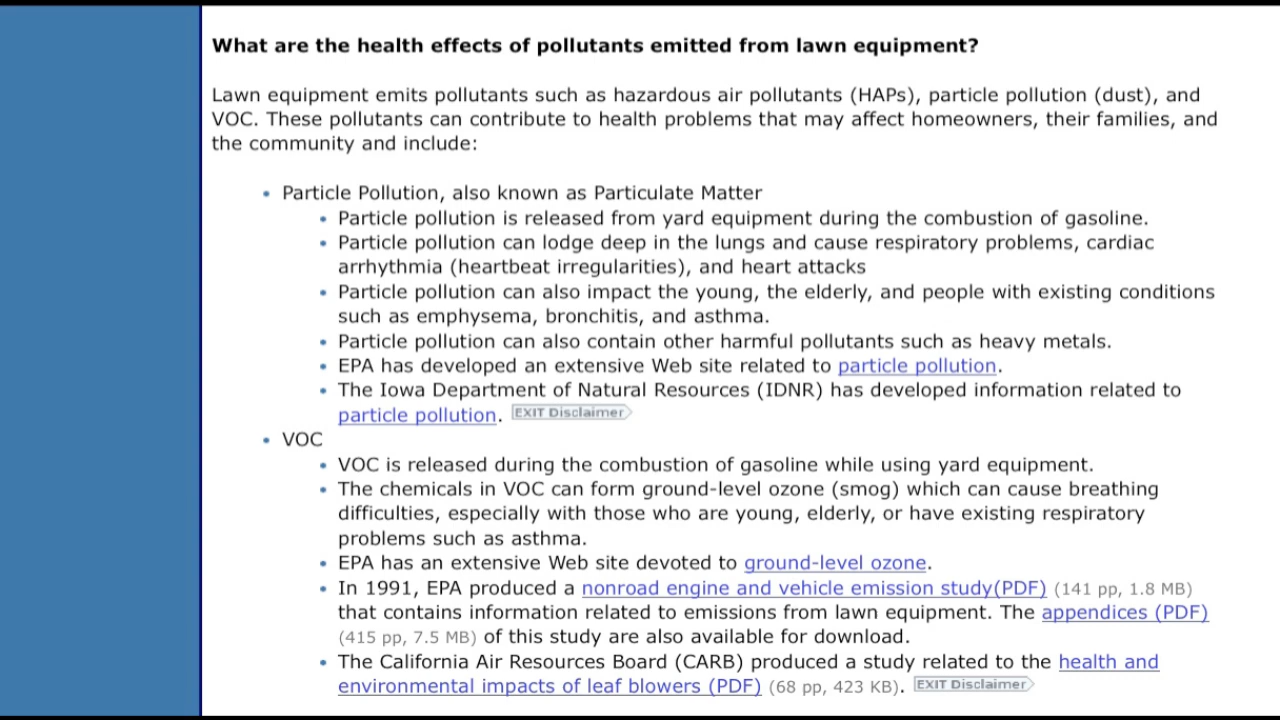 What are the health effects of pollutants emitted from lawn equipment?
Lawn equipment emits pollutants such as hazardous air pollutants (HAPs), particle pollution (dust), and
VOC. These pollutants can contribute to health problems that may affect homeowners, their families, and
the community and include:
• Particle Pollution, also known as Particulate Matter
• Particle pollution is released from yard equipment during the combustion of gasoline.
• Particle pollution can lodge deep in the lungs and cause respiratory problems, cardiac
arrhythmia (heartbeat irregularities), and heart attacks
• Particle pollution can also impact the young, the elderly, and people with existing conditions
such as emphysema, bronchitis, and asthma.
• Particle pollution can also contain other harmful pollutants such as heavy metals.
• EPA has developed an extensive Web site related to particle pollution.
• The Iowa Department of Natural Resources (IDNR) has developed information related to
particle pollution. EXIT Disclaimer
• VOC
• VOC is released during the combustion of gasoline while using yard equipment.
• The chemicals in VOC can form ground-level ozone (smog) which can cause breathing
difficulties, especially with those who are young, elderly, or have existing respiratory
problems such as asthma.
• EPA has an extensive Web site devoted to ground-level ozone.
• In 1991, EPA produced a nonroad engine and vehicle emission study(PDF) (141 pp, 1.8 MB)
that contains information related to emissions from lawn equipment. The appendices (PDF)
(415 pp, 7.5 MB) of this study are also available for download.
• The California Air Resources Board (CARB) produced a study related to the health and
environmental impacts of leaf blowers (PDF) (68 pp, 423 KB). EXIT Disclaimer